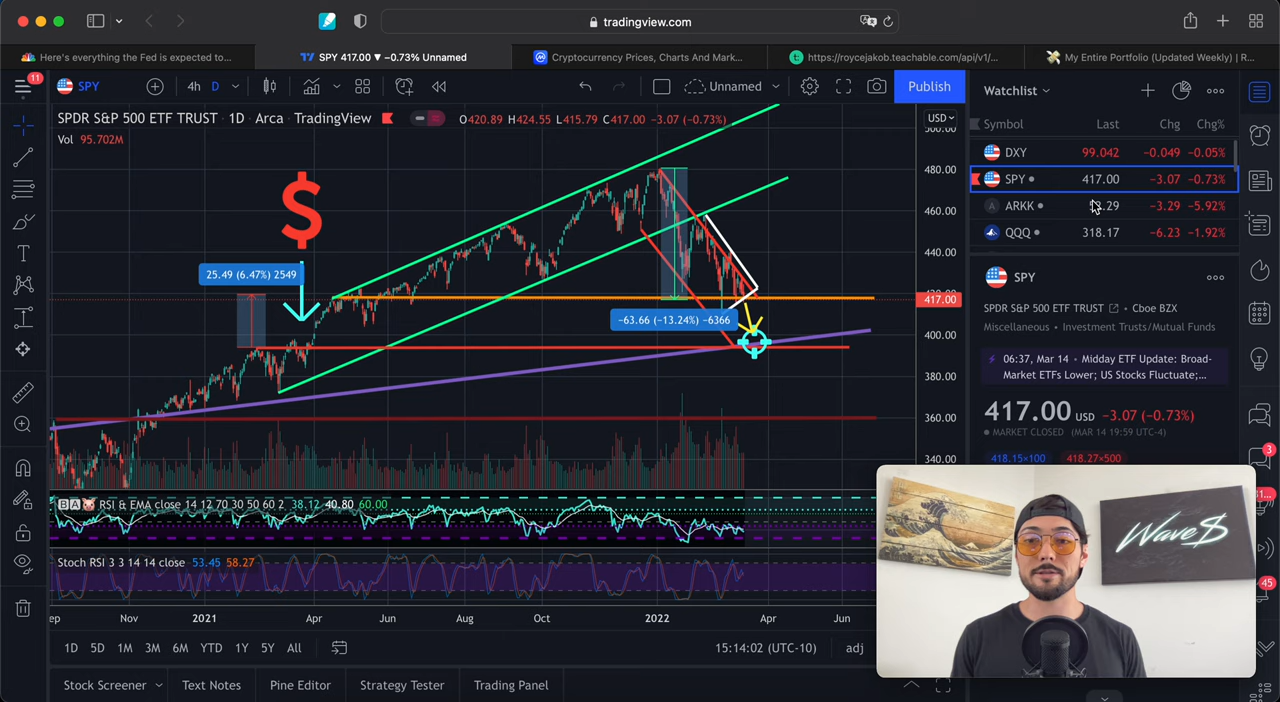 tradingview.com
Here's everything the Fed is expected to...
SPY 417.00 ▼ −0.73% Unnamed
Cryptocurrency Prices, Charts And Mark...
https://roycejakob.teachable.com/api/v1/...
My Entire Portfolio (Updated Weekly) | R...
11
SPY
4h D
Unnamed
Publish
Watchlist
SPDR S&P 500 ETF TRUST · 1D · Arca · TradingView
O420.89 H424.55 L415.79 C417.00 −3.07 (−0.73%)
USD
Vol 95.702M
Symbol Last Chg Chg%
DXY 99.042 −0.049 −0.05%
SPY 417.00 −3.07 −0.73%
ARKK −3.29 −5.92%
QQQ 318.17 −6.23 −1.92%
$
500.00
480.00
460.00
440.00
417.00
400.00
380.00
360.00
340.00
25.49 (6.47%) 2549
−63.66 (−13.24%) −6366
SPY
SPDR S&P 500 ETF TRUST Cboe BZX
Miscellaneous • Investment Trusts/Mutual Funds
06:37, Mar 14 • Midday ETF Update: Broad-
Market ETFs Lower; US Stocks Fluctuate;...
417.00 USD −3.07 (−0.73%)
MARKET CLOSED (MAR 14 19:59 UTC-4)
418.15×100 418.27×500
3
45
B A RSI & EMA close 14 12 70 30 50 60 2 38.12 40.80 60.00
Stoch RSI 3 3 14 14 close 53.45 58.27
ep Nov 2021 Apr Jun Aug Oct 2022 Apr Jun
1D 5D 1M 3M 6M YTD 1Y 5Y All
15:14:02 (UTC-10)
adj
Stock Screener
Text Notes
Pine Editor
Strategy Tester
Trading Panel
Wave$